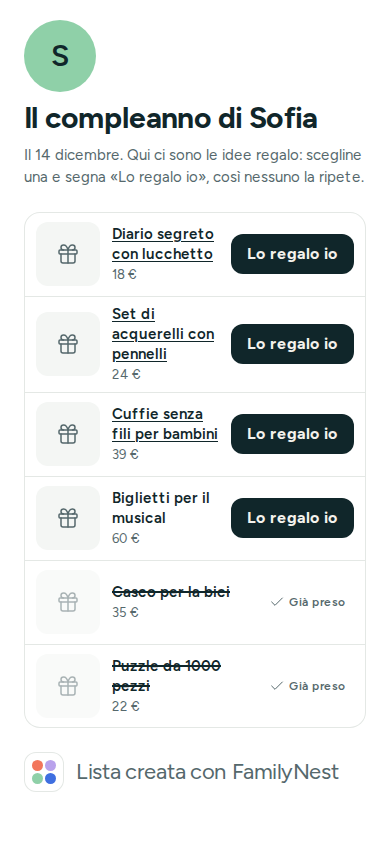 S
Il compleanno di Sofia
Il 14 dicembre. Qui ci sono le idee regalo: scegline
una e segna «Lo regalo io», così nessuno la ripete.
Diario segreto
con lucchetto
18 €
Lo regalo io
Set di
acquerelli con
pennelli
24 €
Lo regalo io
Cuffie senza
fili per bambini
39 €
Lo regalo io
Biglietti per il
musical
60 €
Lo regalo io
Casco per la bici
35 €
Già preso
Puzzle da 1000
pezzi
22 €
Già preso
Lista creata con FamilyNest